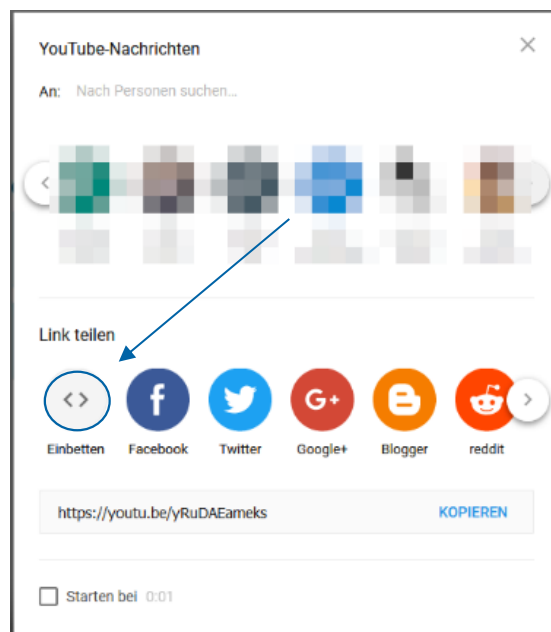 YouTube-Nachrichten
An: Nach Personen suchen...
Link teilen
Einbetten Facebook Twitter Google+ Blogger reddit
https://youtu.be/yRuDAEameks KOPIEREN
Starten bei 0:01